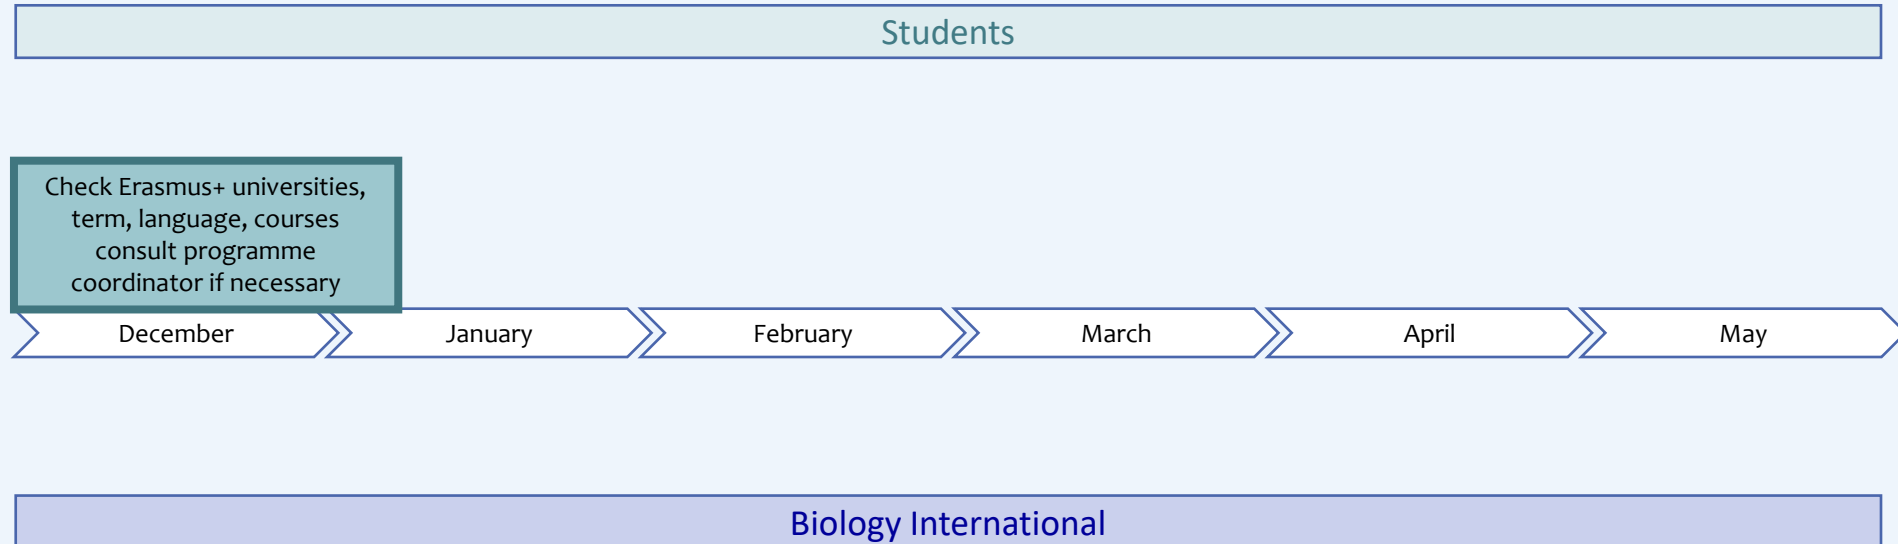 Students
Check Erasmus+ universities,
term, language, courses
consult programme
coordinator if necessary
December
January
February
March
April
May
Biology International